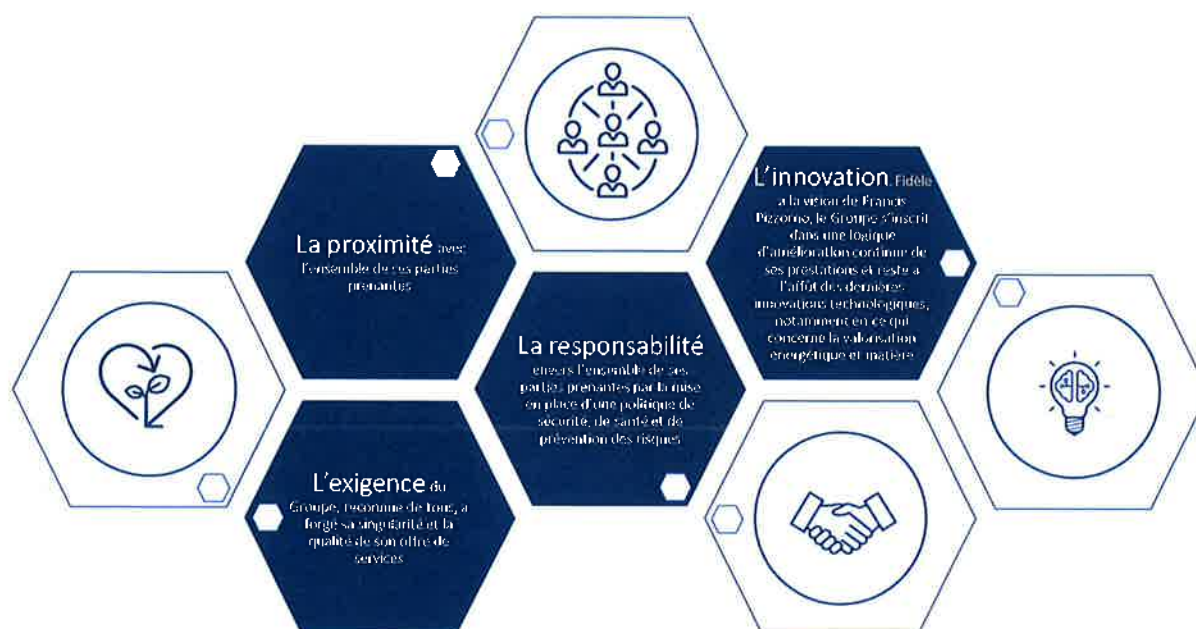 La proximité avec
l'ensemble de ses parties
prenantes
L'exigence du
Groupe, reconnue de tous, a
forgé sa singularité et la
qualité de son offre de
services
La responsabilité
envers l'ensemble de ses
parties prenantes par la mise
en place d'une politique de
sécurité, de santé et de
prévention des risques
L'innovation. Fidèle
à la vision de Francis
Pizzorno, le Groupe s'inscrit
dans une logique
d'amélioration continue de
ses prestations et reste à
l'affût des dernières
innovations technologiques,
notamment en ce qui
concerne la valorisation
énergétique et matière